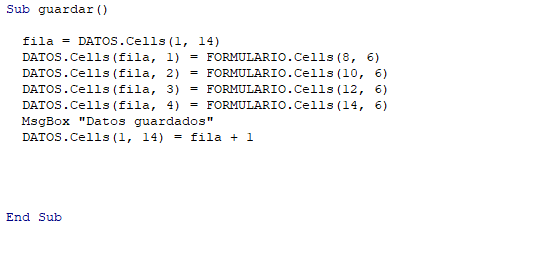 Sub guardar()
fila = DATOS.Cells(1, 14)
DATOS.Cells(fila, 1) = FORMULARIO.Cells(8, 6)
DATOS.Cells(fila, 2) = FORMULARIO.Cells(10, 6)
DATOS.Cells(fila, 3) = FORMULARIO.Cells(12, 6)
DATOS.Cells(fila, 4) = FORMULARIO.Cells(14, 6)
MsgBox "Datos guardados"
DATOS.Cells(1, 14) = fila + 1
End Sub